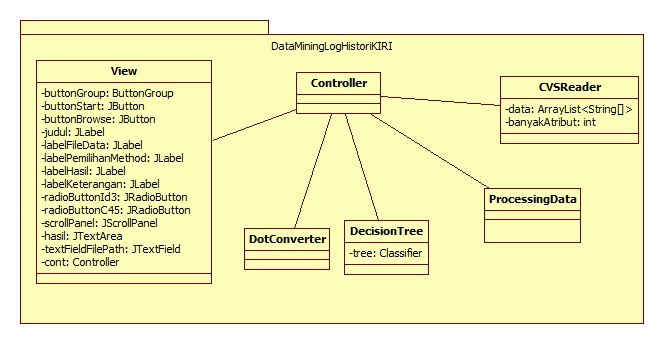 DataMiningLogHistoriKIRI
View
-buttonGroup: ButtonGroup
-buttonStart: JButton
-buttonBrowse: JButton
-judul: JLabel
-labelFileData: JLabel
-labelPemilihanMethod: JLabel
-labelHasil: JLabel
-labelKeterangan: JLabel
-radioButtonId3: JRadioButton
-radioButtonC45: JRadioButton
-scrollPanel: JScrollPanel
-hasil: JTextArea
-textFieldFilePath: JTextField
-cont: Controller
Controller
CVSReader
-data: ArrayList<String[]>
-banyakAtribut: int
DotConverter
DecisionTree
-tree: Classifier
ProcessingData